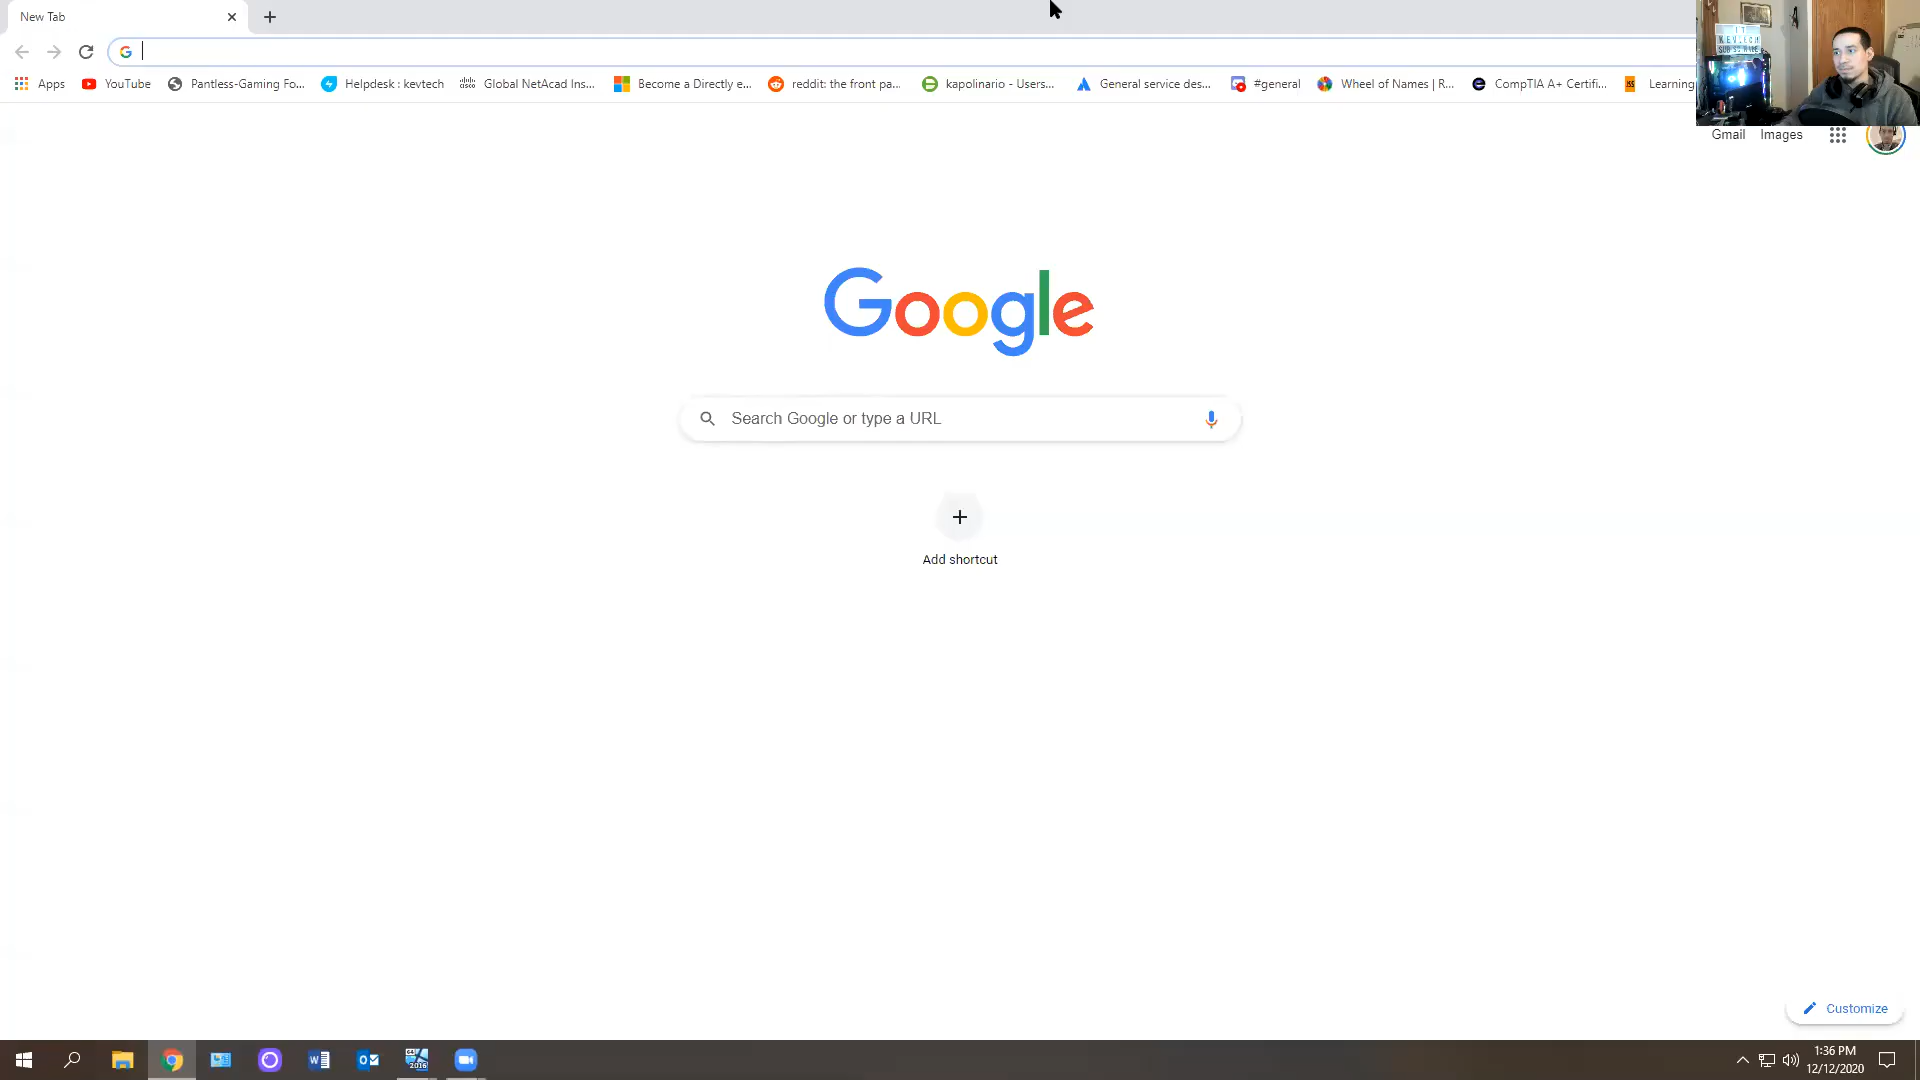 New Tab
Apps YouTube Pantless-Gaming Fo... Helpdesk : kevtech Global NetAcad Ins... Become a Directly e... reddit: the front pa... kapolinario - Users... General service des... #general Wheel of Names | R... CompTIA A+ Certifi... Learning
KEVTECH
SUBSCRIBE
Gmail Images
Google
Search Google or type a URL
Add shortcut
Customize
1:36 PM
12/12/2020